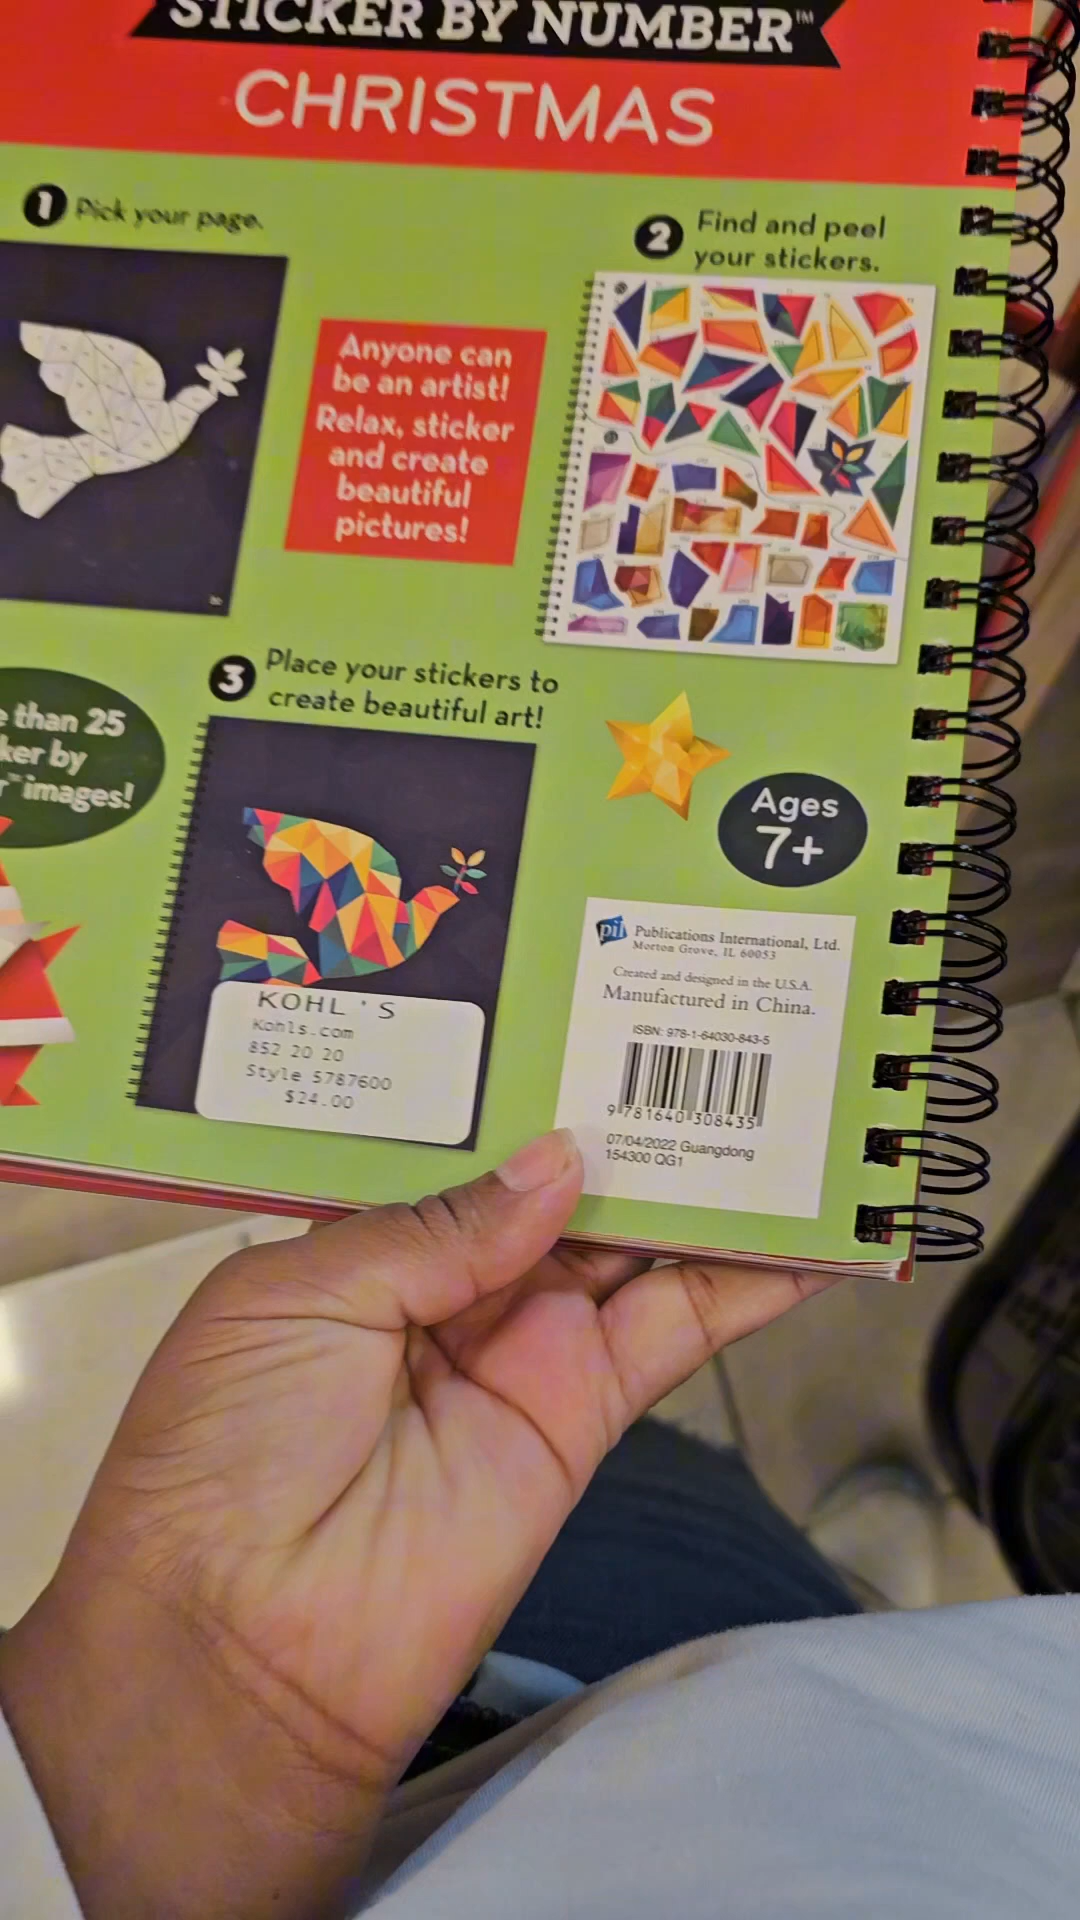 STICKER BY NUMBER™
CHRISTMAS
1 Pick your page.
2 Find and peel
your stickers.
Anyone can
be an artist!
Relax, sticker
and create
beautiful
pictures!
3 Place your stickers to
create beautiful art!
than 25
by
images!
Ages
7+
pil Publications International, Ltd.
Morton Grove, IL 60053
Created and designed in the U.S.A.
Manufactured in China.
ISBN: 978-1-64030-843-5
9 781640 308435
07/04/2022 Guangdong
154300 QG1
KOHL'S
Kohls.com
852 20 20
Style 5787600
$24.00